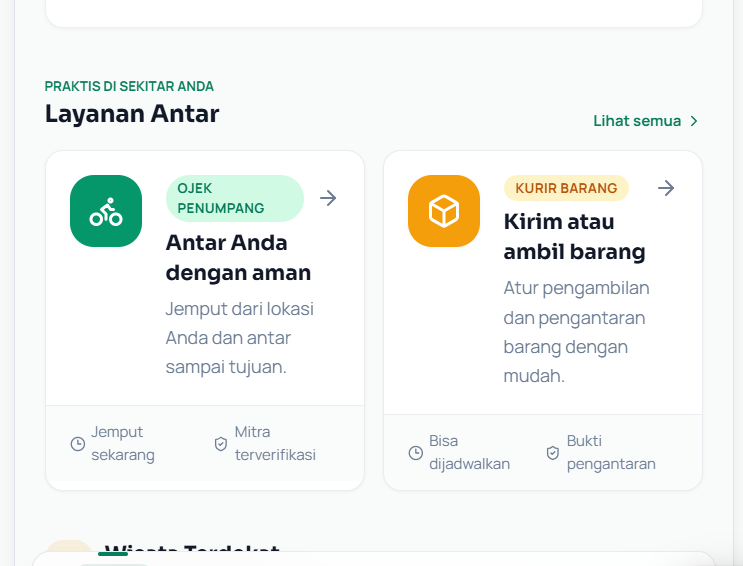 PRAKTIS DI SEKITAR ANDA
Layanan Antar
Lihat semua
OJEK
PENUMPANG
Antar Anda
dengan aman
Jemput dari lokasi
Anda dan antar
sampai tujuan.
Jemput
sekarang
Mitra
terverifikasi
KURIR BARANG
Kirim atau
ambil barang
Atur pengambilan
dan pengantaran
barang dengan
mudah.
Bisa
dijadwalkan
Bukti
pengantaran
Wisata Terdekat